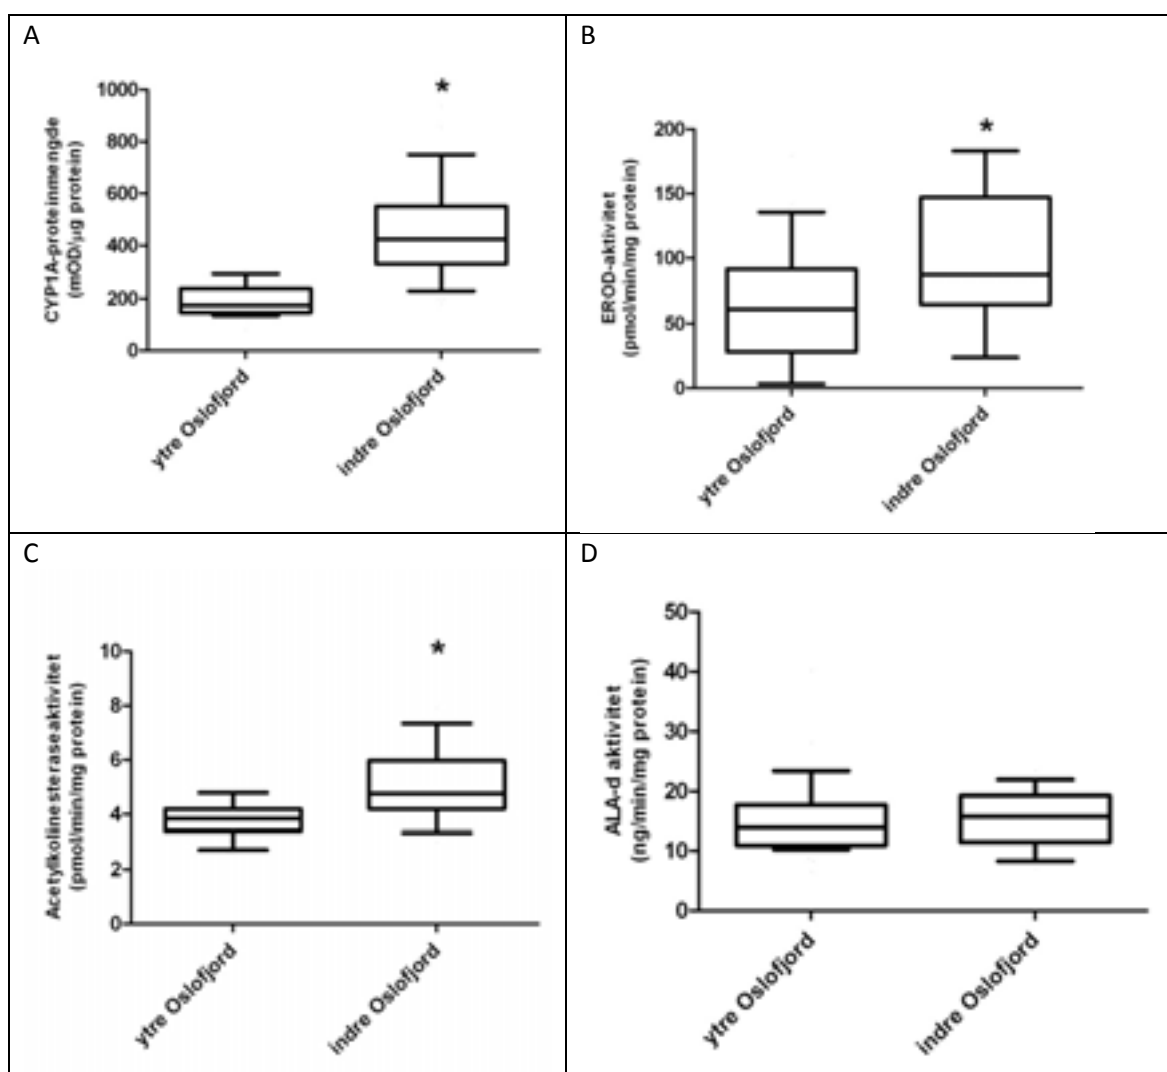 A
CYP1A-proteinmengde
(mOD/µg protein)
1000
800
600
400
200
0
*
ytre Oslofjord
indre Oslofjord
B
EROD-aktivitet
(pmol/min/mg protein)
200
150
100
50
0
*
ytre Oslofjord
indre Oslofjord
C
Acetylkolinesteraseaktivitet
(pmol/min/mg protein)
10
8
6
4
2
0
*
ytre Oslofjord
indre Oslofjord
D
ALA-d aktivitet
(ng/min/mg protein)
50
40
30
20
10
0
ytre Oslofjord
indre Oslofjord